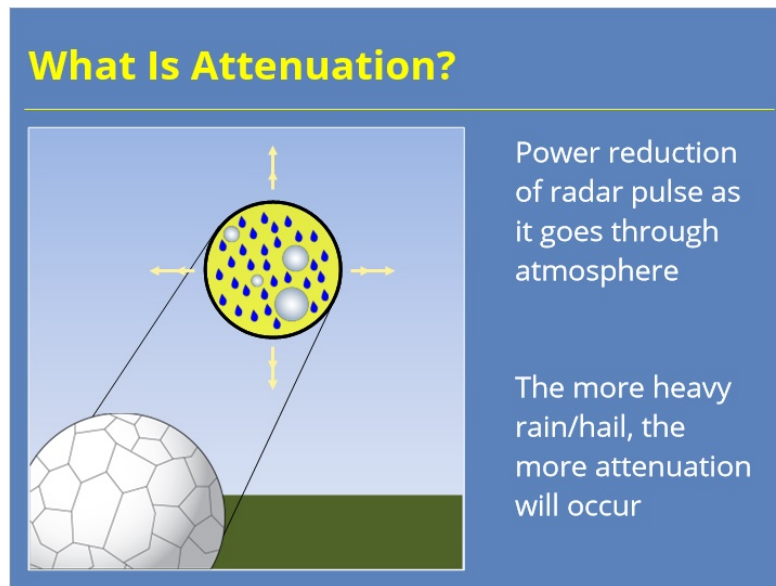 What Is Attenuation?
Power reduction
of radar pulse as
it goes through
atmosphere
The more heavy
rain/hail, the
more attenuation
will occur